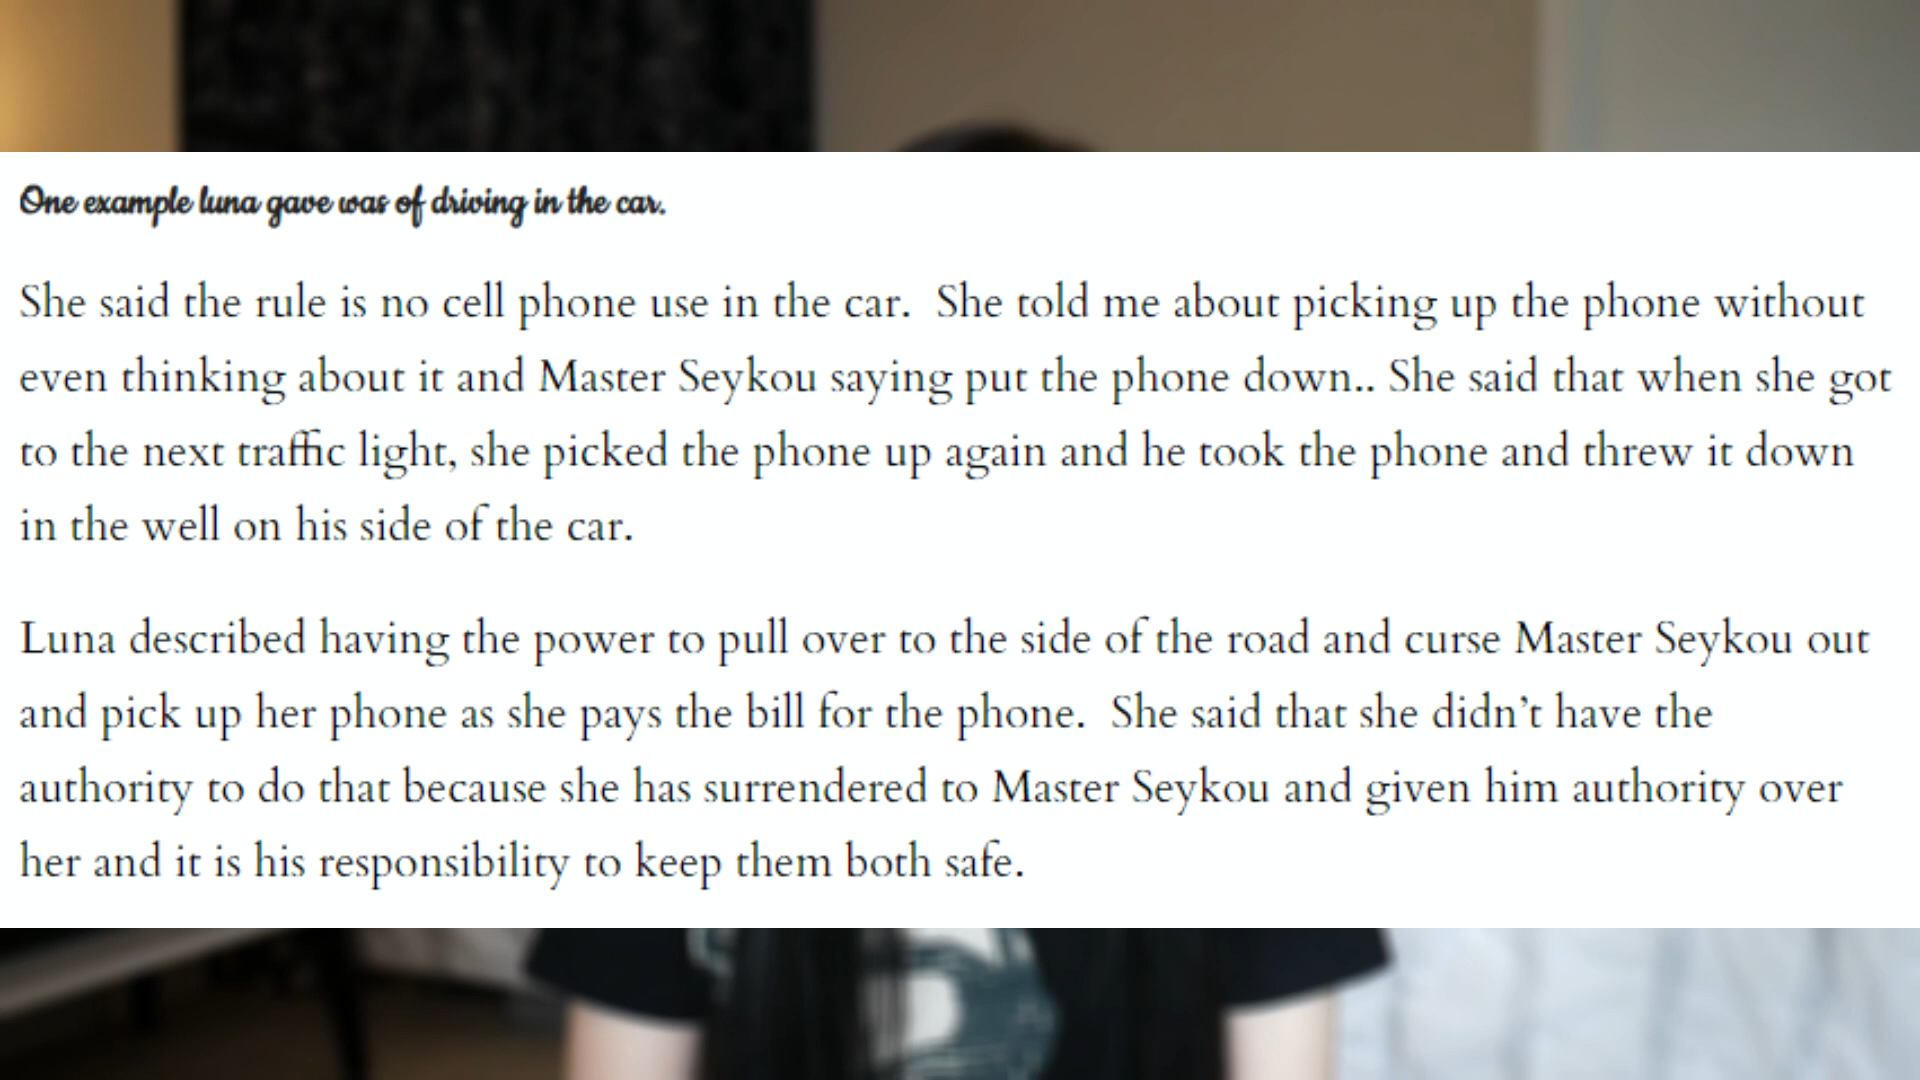 One example luna gave was of driving in the car.
She said the rule is no cell phone use in the car.  She told me about picking up the phone without
even thinking about it and Master Seykou saying put the phone down.. She said that when she got
to the next traffic light, she picked the phone up again and he took the phone and threw it down
in the well on his side of the car.
Luna described having the power to pull over to the side of the road and curse Master Seykou out
and pick up her phone as she pays the bill for the phone.  She said that she didn’t have the
authority to do that because she has surrendered to Master Seykou and given him authority over
her and it is his responsibility to keep them both safe.